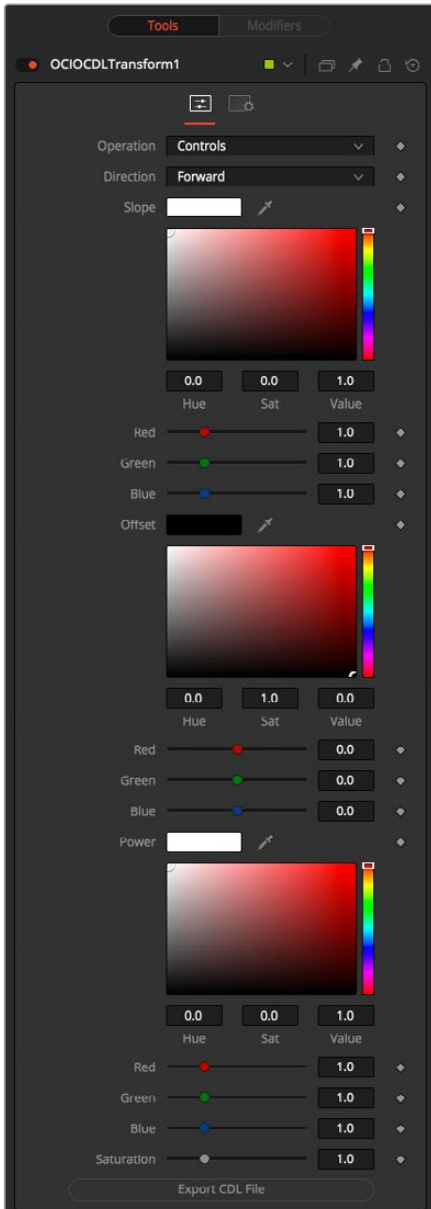 Tools Modifiers
OCIOCDLTransform1
Operation Controls
Direction Forward
Slope
0.0 0.0 1.0
Hue Sat Value
Red 1.0
Green 1.0
Blue 1.0
Offset
0.0 1.0 0.0
Hue Sat Value
Red 0.0
Green 0.0
Blue 0.0
Power
0.0 0.0 1.0
Hue Sat Value
Red 1.0
Green 1.0
Blue 1.0
Saturation 1.0
Export CDL File